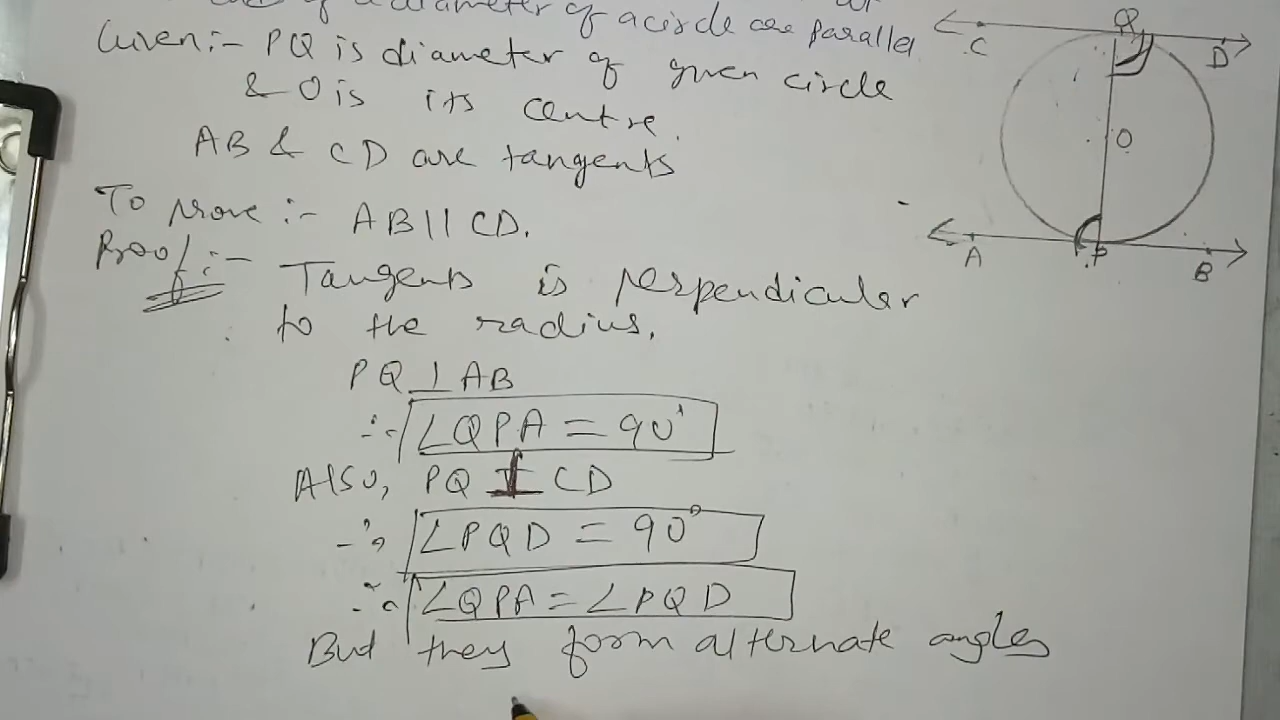 of a diameter of a circle are parallel
Given:- PQ is diameter of given circle
& O is its centre.
AB & CD are tangents
To prove:- AB || CD.
Proof:- Tangents is perpendicular
to the radius.
PQ ⊥ AB
∴ ∠QPA = 90°
Also, PQ ⊥ CD
∴ ∠PQD = 90°
∴ ∠QPA = ∠PQD
But they form alternate angles
C Q D
O
A P B